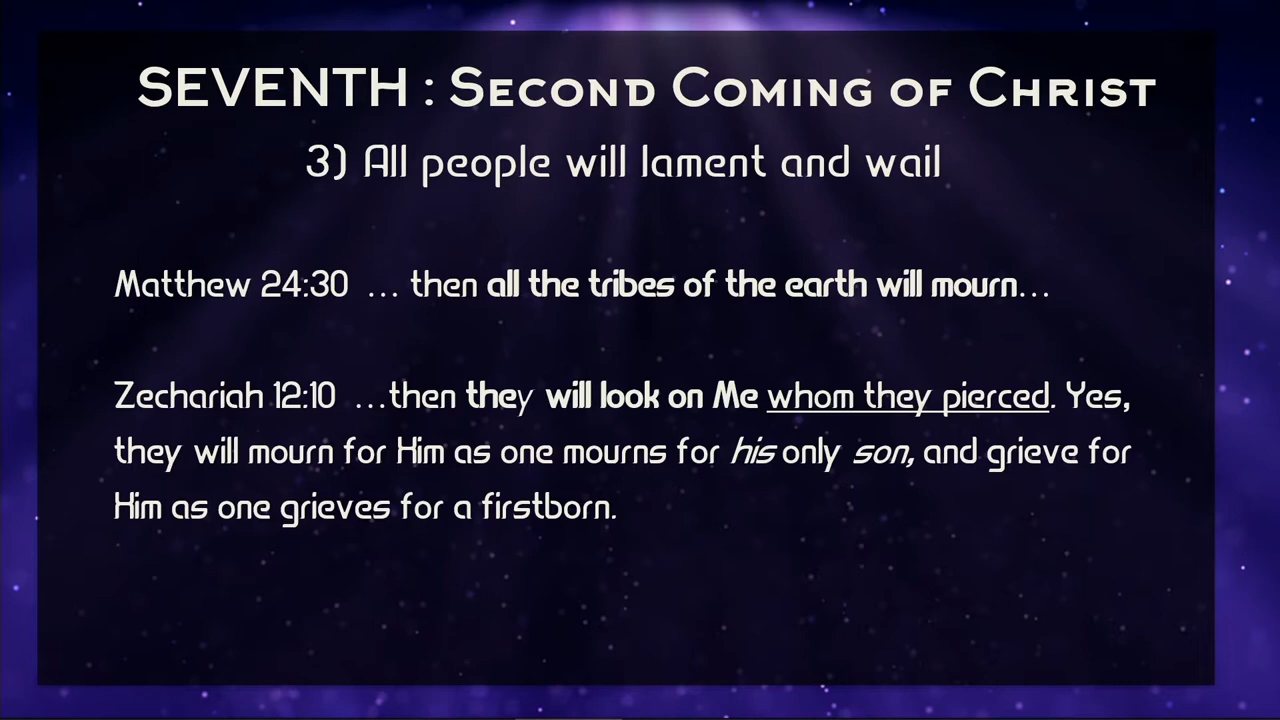 SEVENTH : Second Coming of Christ
3) All people will lament and wail
Matthew 24:30 … then all the tribes of the earth will mourn…
Zechariah 12:10 …then they will look on Me whom they pierced. Yes,
they will mourn for Him as one mourns for his only son, and grieve for
Him as one grieves for a firstborn.